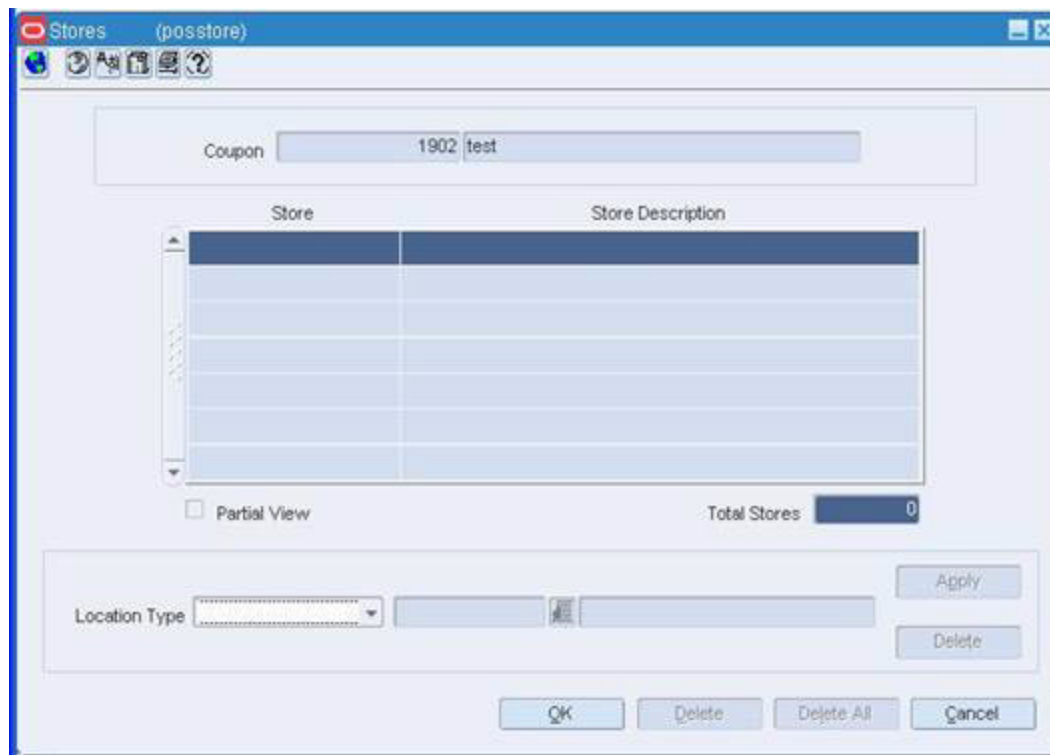 Stores (posstore)
Coupon 1902 test
Store Store Description
Partial View Total Stores 0
Location Type Apply
Delete
OK Delete Delete All Cancel